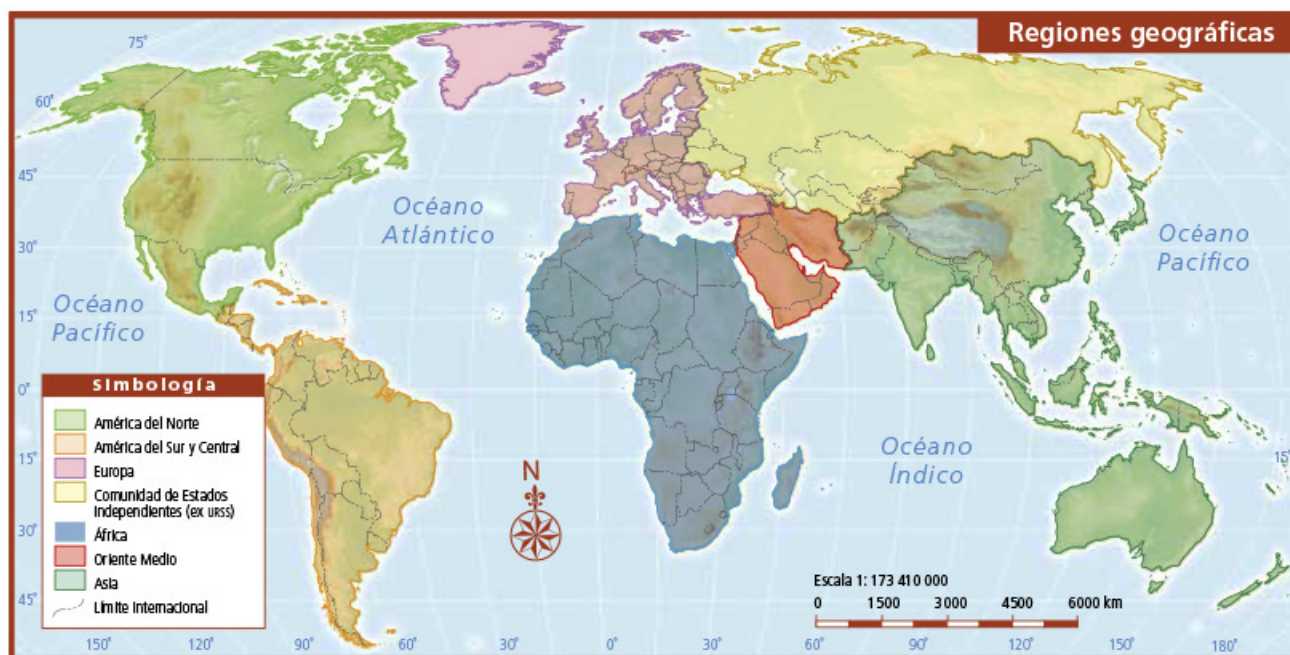 Regiones geográficas
75°
60°
45°
30°
15°
0°
15°
30°
45°
15°
Océano
Atlántico
Océano
Pacífico
Océano
Pacífico
Océano
Índico
N
Simbología
América del Norte
América del Sur y Central
Europa
Comunidad de Estados
Independientes (ex URSS)
África
Oriente Medio
Asia
Límite Internacional
Escala 1: 173 410 000
0 1500 3000 4500 6000 km
150° 120° 90° 60° 30° 0° 30° 60° 90° 120° 150° 180°